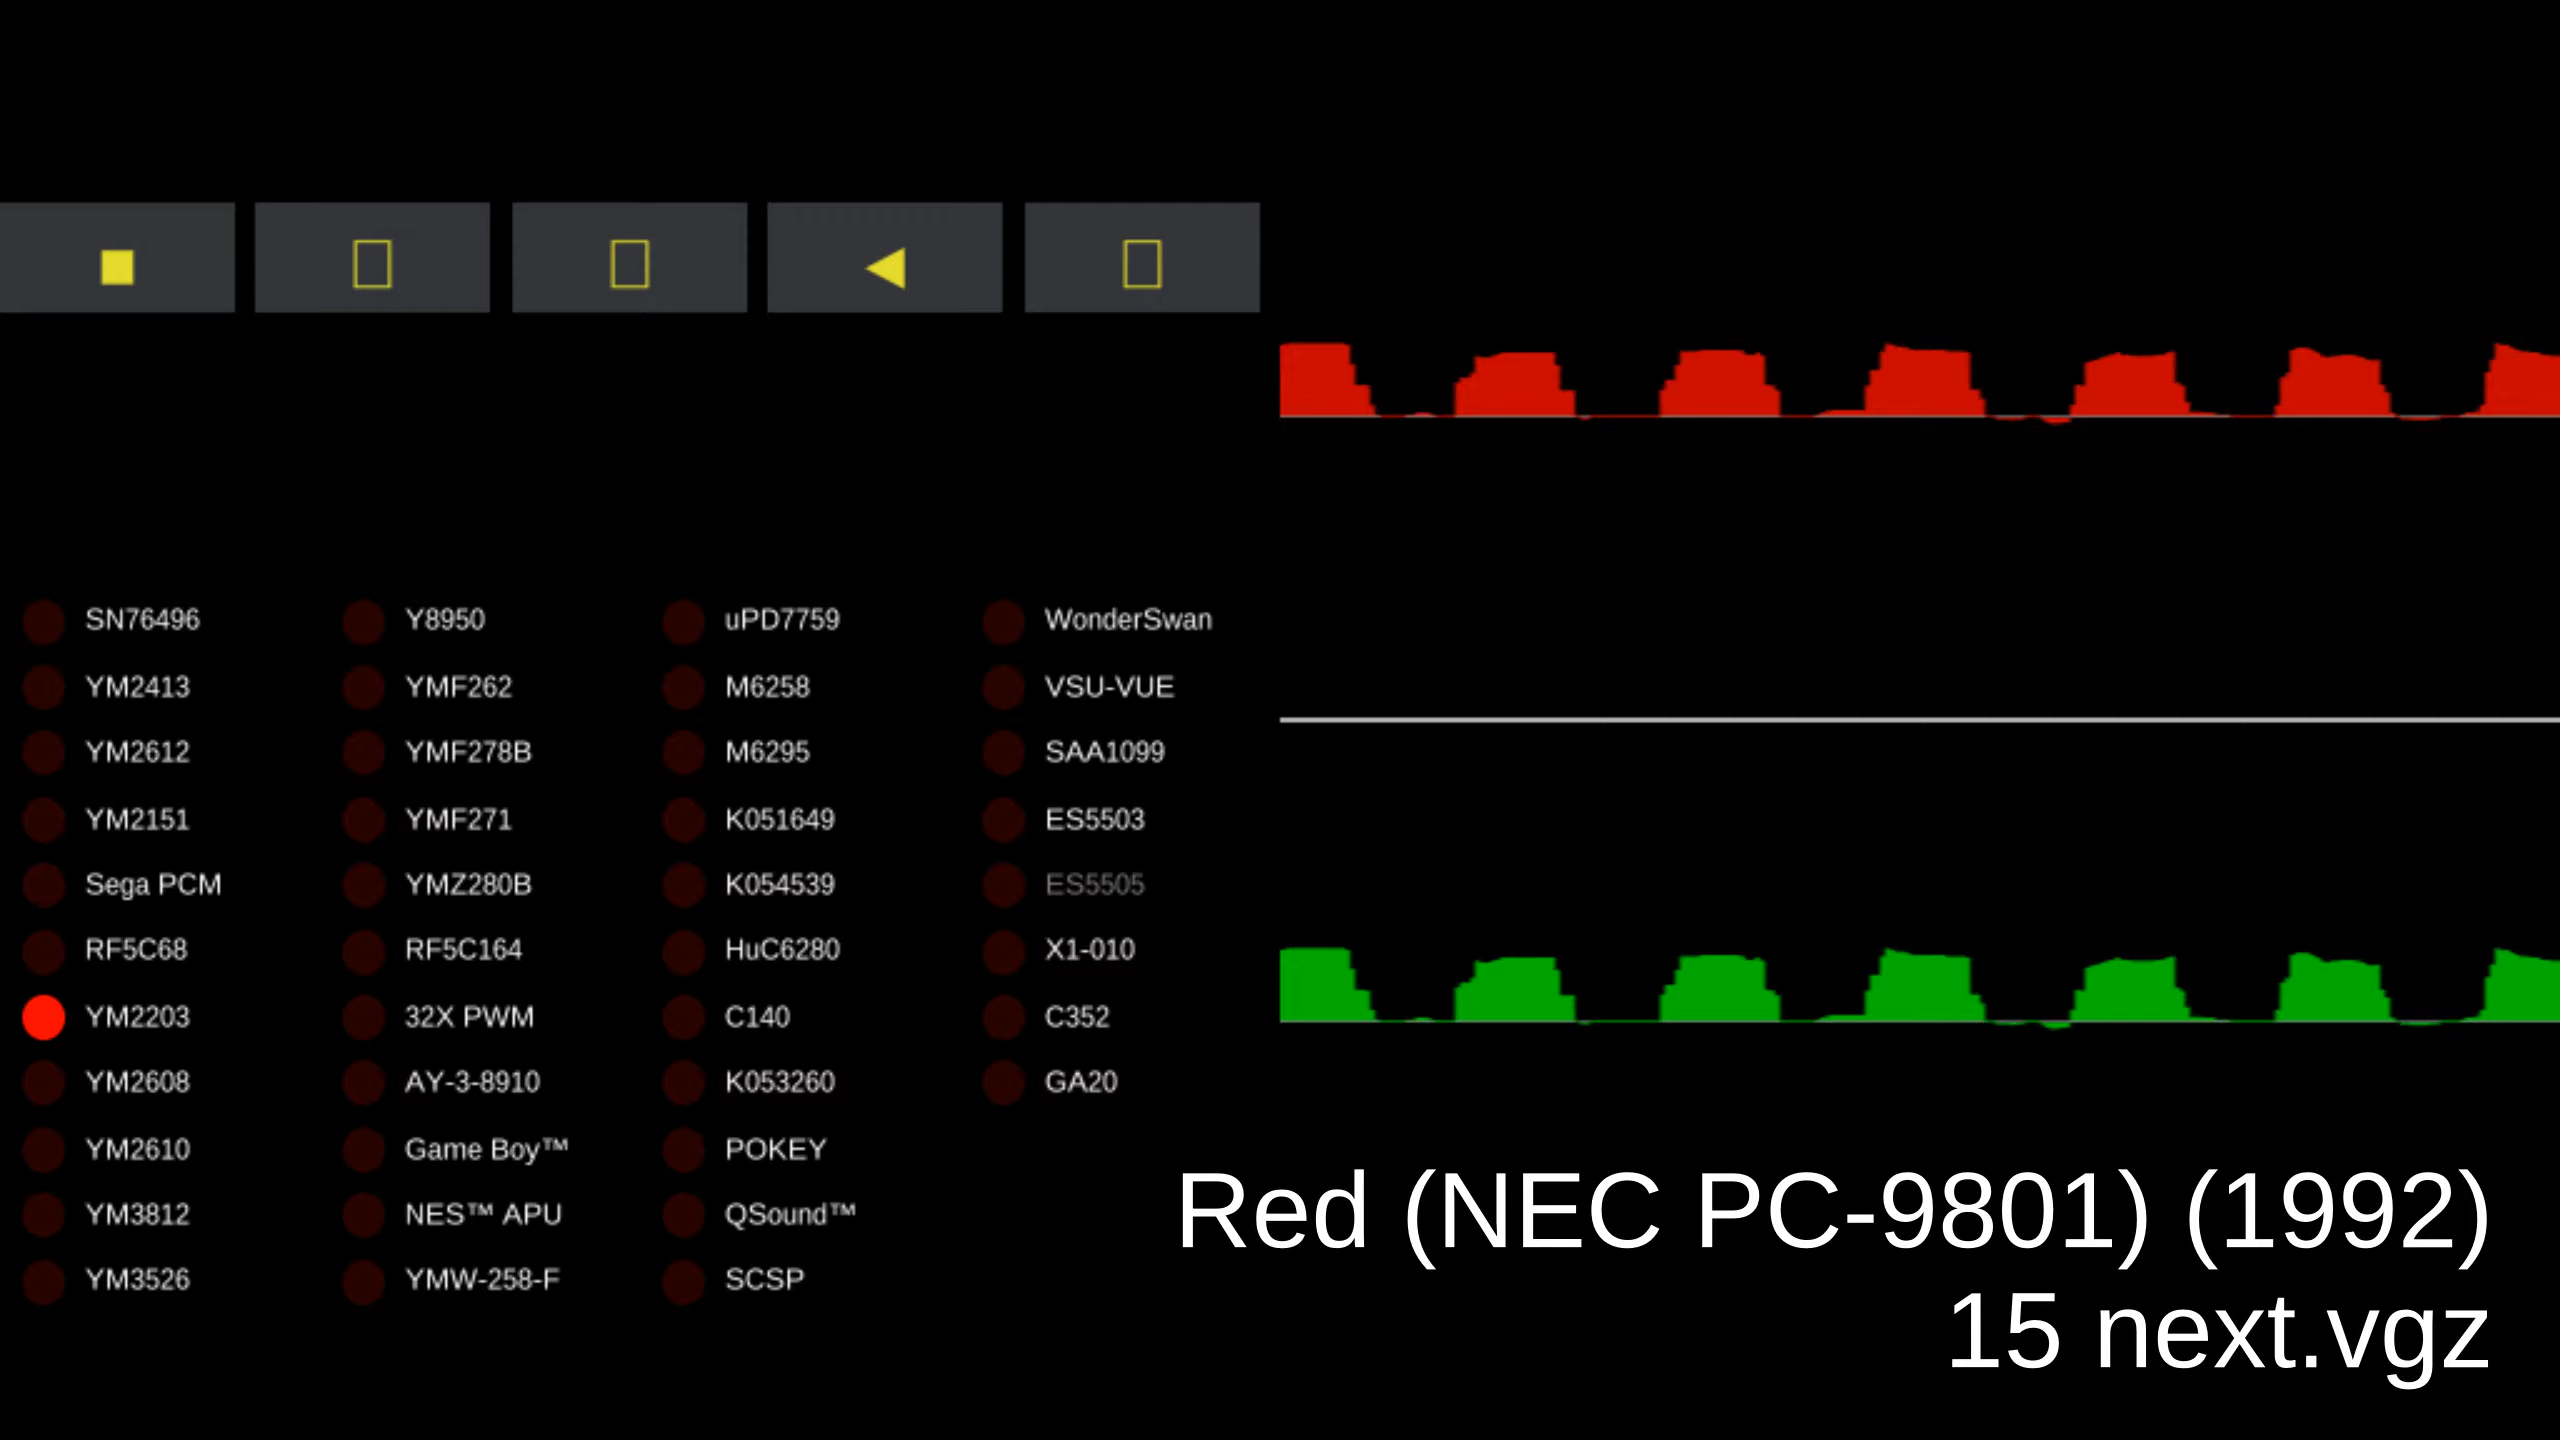 SN76496
YM2413
YM2612
YM2151
Sega PCM
RF5C68
YM2203
YM2608
YM2610
YM3812
YM3526
Y8950
YMF262
YMF278B
YMF271
YMZ280B
RF5C164
32X PWM
AY-3-8910
Game Boy™
NES™ APU
YMW-258-F
uPD7759
M6258
M6295
K051649
K054539
HuC6280
C140
K053260
POKEY
QSound™
SCSP
WonderSwan
VSU-VUE
SAA1099
ES5503
ES5505
X1-010
C352
GA20
Red (NEC PC-9801) (1992)
15 next.vgz